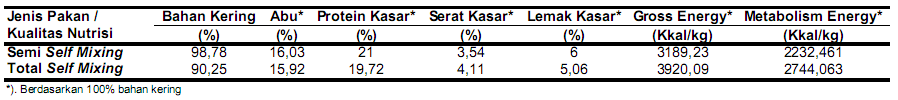 Jenis Pakan / Bahan Kering Abu* Protein Kasar* Serat Kasar* Lemak Kasar* Gross Energy* Metabolism Energy*
Kualitas Nutrisi (%) (%) (%) (%) (%) (Kkal/kg) (Kkal/kg)
Semi Self Mixing 98,78 16,03 21 3,54 6 3189,23 2232,461
Total Self Mixing 90,25 15,92 19,72 4,11 5,06 3920,09 2744,063
*). Berdasarkan 100% bahan kering